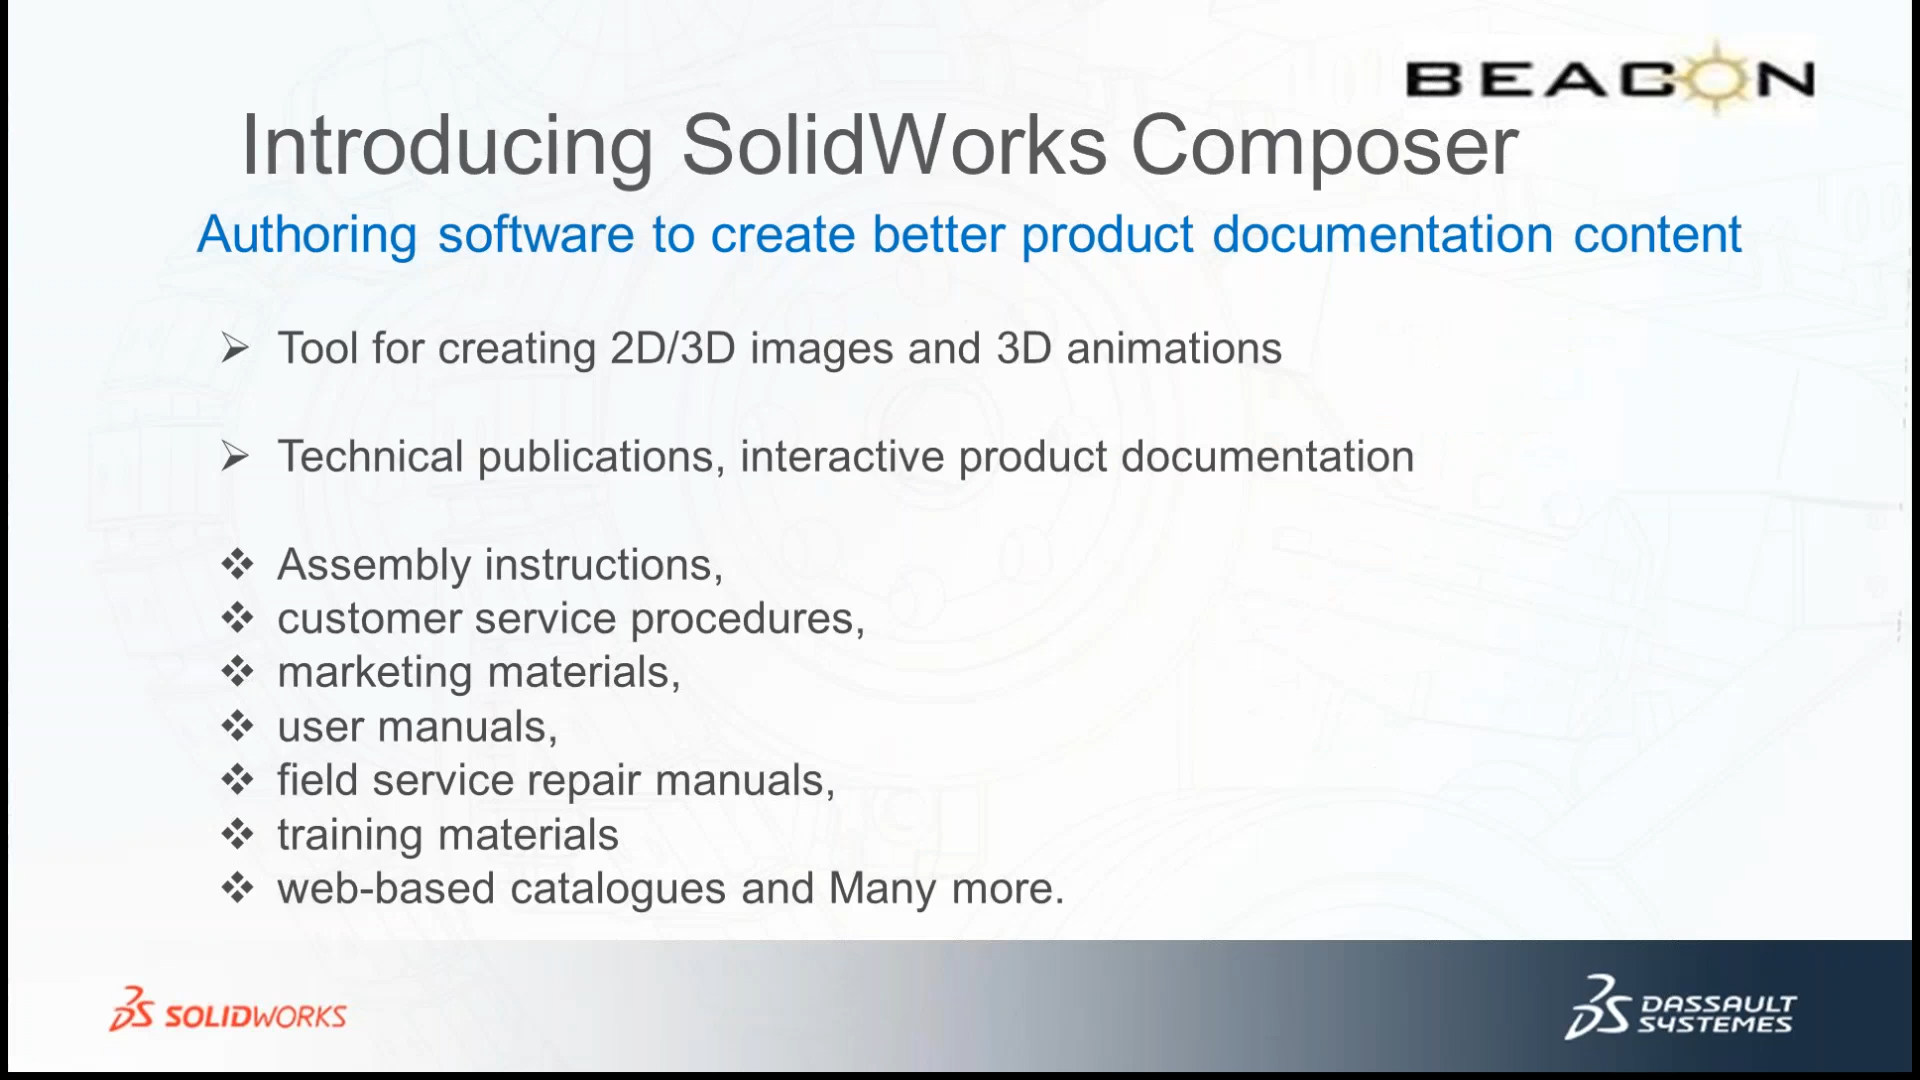 BEACON
Introducing SolidWorks Composer
Authoring software to create better product documentation content
➢ Tool for creating 2D/3D images and 3D animations
➢ Technical publications, interactive product documentation
❖ Assembly instructions,
❖ customer service procedures,
❖ marketing materials,
❖ user manuals,
❖ field service repair manuals,
❖ training materials
❖ web-based catalogues and Many more.
SOLIDWORKS
DASSAULT
SYSTEMES